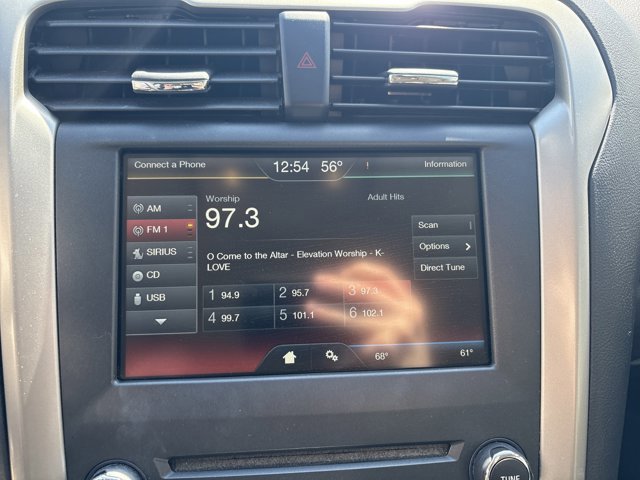 Connect a Phone 12:54 56° ! Information
Worship Adult Hits
97.3
AM
FM 1
SIRIUS
CD
USB
Scan
Options >
Direct Tune
O Come to the Altar - Elevation Worship - K-
LOVE
1 94.9 2 95.7 3 97.3
4 99.7 5 101.1 6 102.1
68° 61°
TUNE